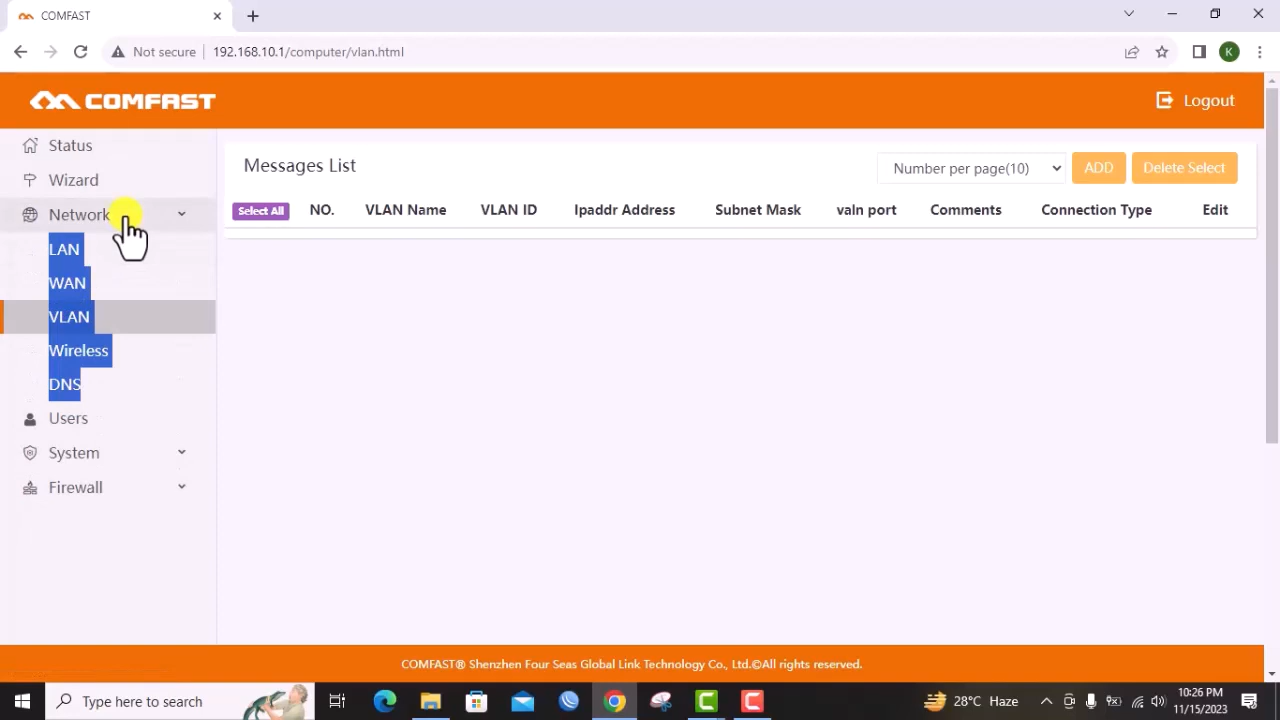 COMFAST
Not secure 192.168.10.1/computer/vlan.html
K
COMFAST
Logout
Status
Wizard
Network
LAN
WAN
VLAN
Wireless
DNS
Users
System
Firewall
Messages List
Number per page(10)
ADD
Delete Select
Select All NO. VLAN Name VLAN ID Ipaddr Address Subnet Mask valn port Comments Connection Type Edit
COMFAST® Shenzhen Four Seas Global Link Technology Co., Ltd.©All rights reserved.
Type here to search
28°C Haze
10:26 PM
11/15/2023